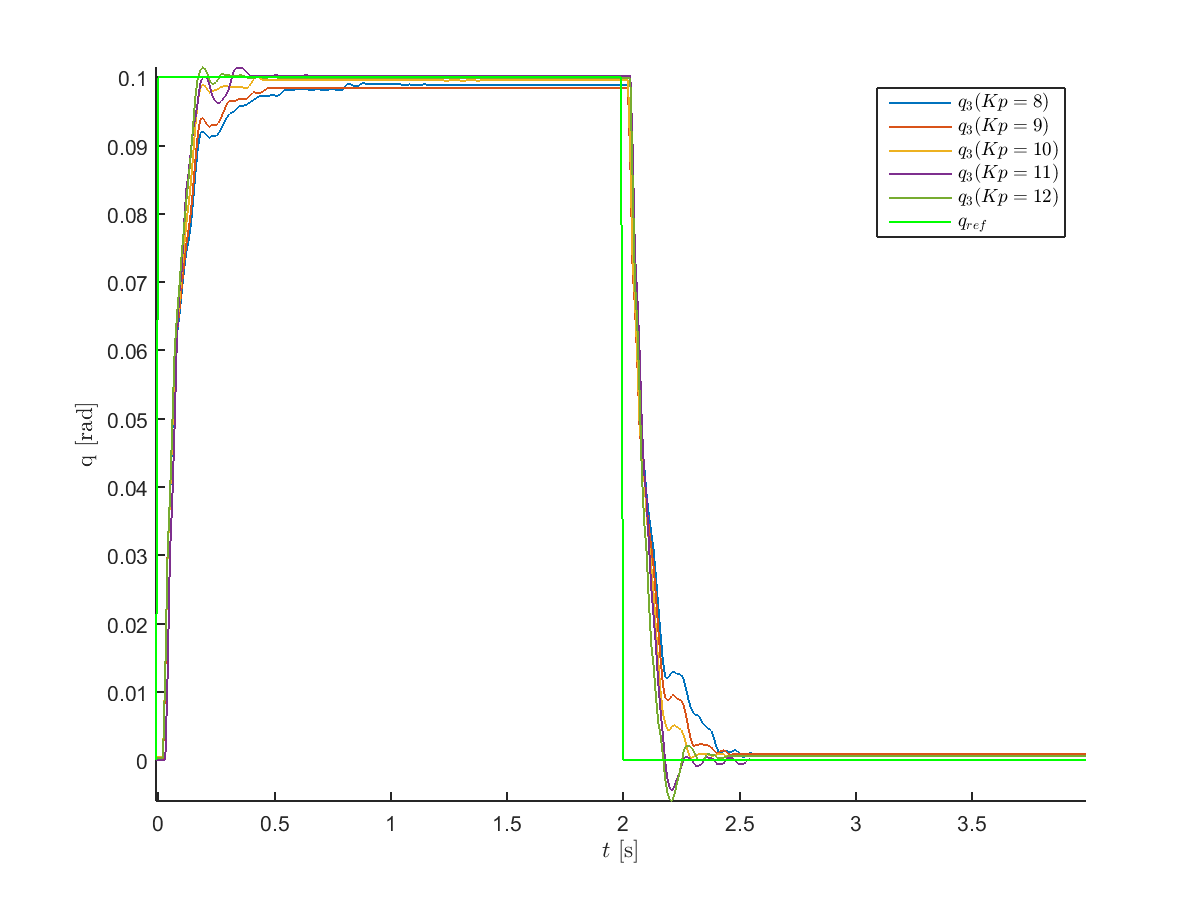 0.1
0.09
0.08
0.07
0.06
0.05
0.04
0.03
0.02
0.01
0
q [rad]
0 0.5 1 1.5 2 2.5 3 3.5
t [s]
q₃(Kp = 8)
q₃(Kp = 9)
q₃(Kp = 10)
q₃(Kp = 11)
q₃(Kp = 12)
q_ref